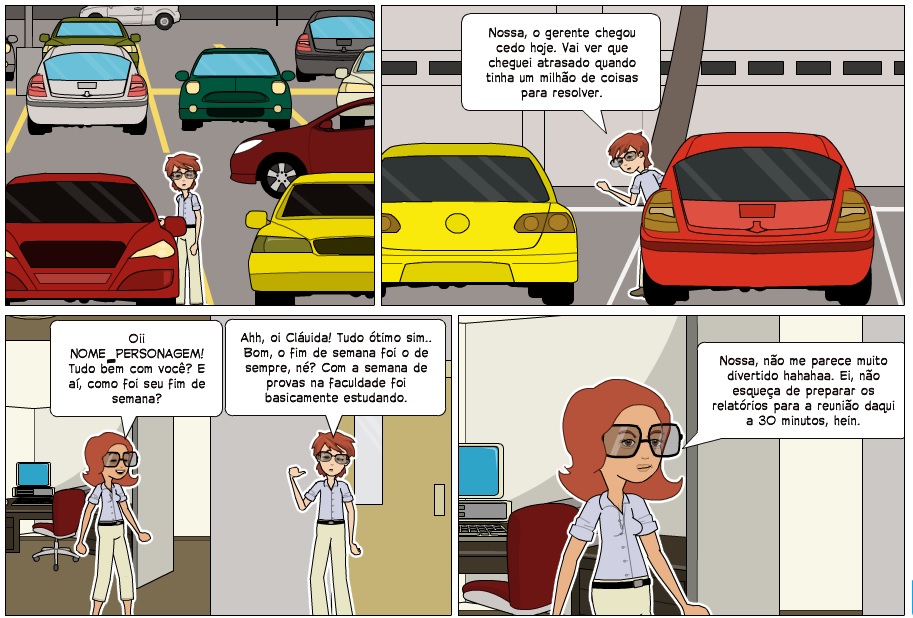 Nossa, o gerente chegou
cedo hoje. Vai ver que
cheguei atrasado quando
tinha um milhão de coisas
para resolver.
Oii
NOME_PERSONAGEM!
Tudo bem com você? E
aí, como foi seu fim de
semana?
Ahh, oi Cláuida! Tudo ótimo sim..
Bom, o fim de semana foi o de
sempre, né? Com a semana de
provas na faculdade foi
basicamente estudando.
Nossa, não me parece muito
divertido hahahaa. Ei, não
esqueça de preparar os
relatórios para a reunião daqui
a 30 minutos, hein.